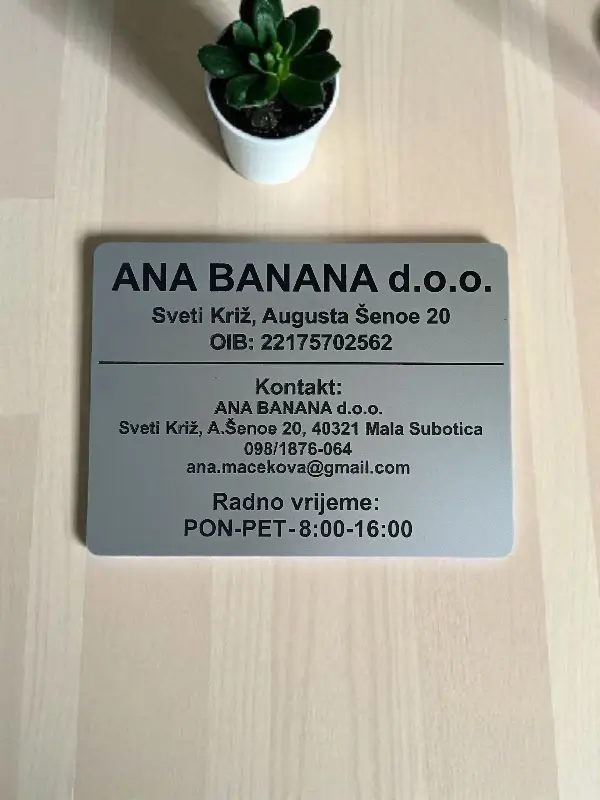 ANA BANANA d.o.o.
Sveti Križ, Augusta Šenoe 20
OIB: 22175702562
Kontakt:
ANA BANANA d.o.o.
Sveti Križ, A.Šenoe 20, 40321 Mala Subotica
098/1876-064
ana.macekova@gmail.com
Radno vrijeme:
PON-PET-8:00-16:00